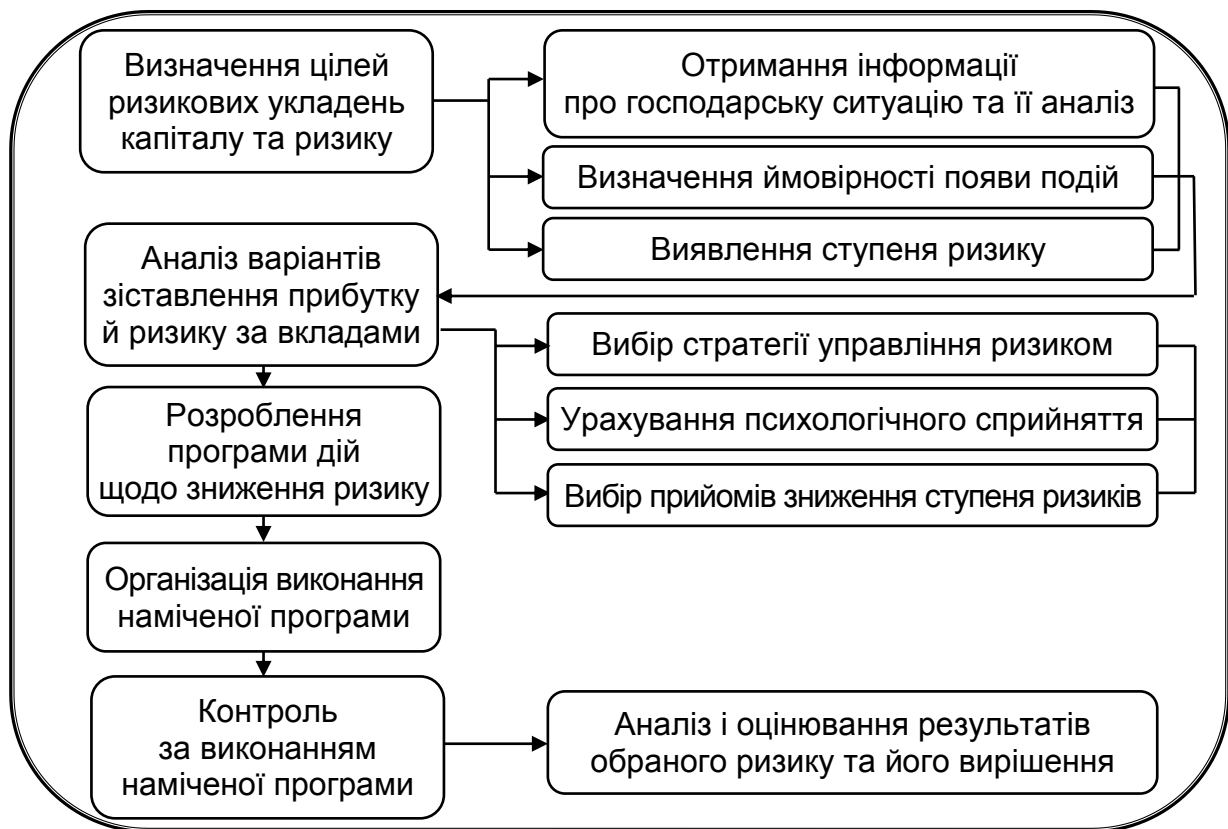 Визначення цілей
ризикових укладень
капіталу та ризику
Отримання інформації
про господарську ситуацію та її аналіз
Визначення ймовірності появи подій
Виявлення ступеня ризику
Аналіз варіантів
зіставлення прибутку
й ризику за вкладами
Вибір стратегії управління ризиком
Урахування психологічного сприйняття
Вибір прийомів зниження ступеня ризиків
Розроблення
програми дій
щодо зниження ризику
Організація виконання
наміченої програми
Контроль
за виконанням
наміченої програми
Аналіз і оцінювання результатів
обраного ризику та його вирішення